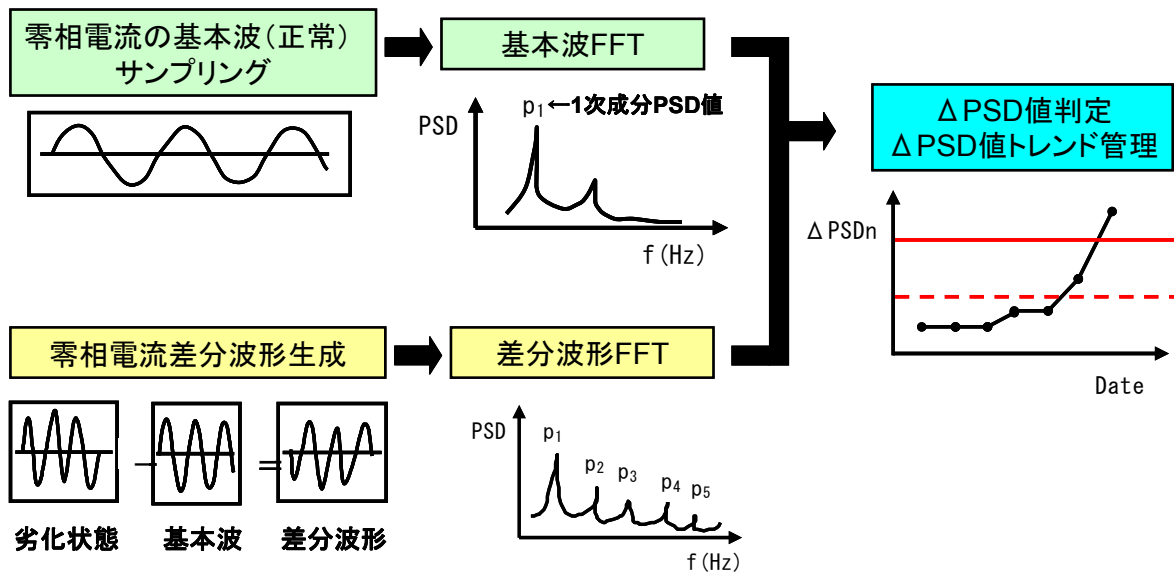 零相電流の基本波（正常）
サンプリング
基本波FFT
p1 ←1次成分PSD値
PSD
f(Hz)
ΔPSD値判定
ΔPSD値トレンド管理
ΔPSDn
Date
零相電流差分波形生成
差分波形FFT
－
＝
劣化状態
基本波
差分波形
PSD
p1
p2
p3
p4
p5
f(Hz)